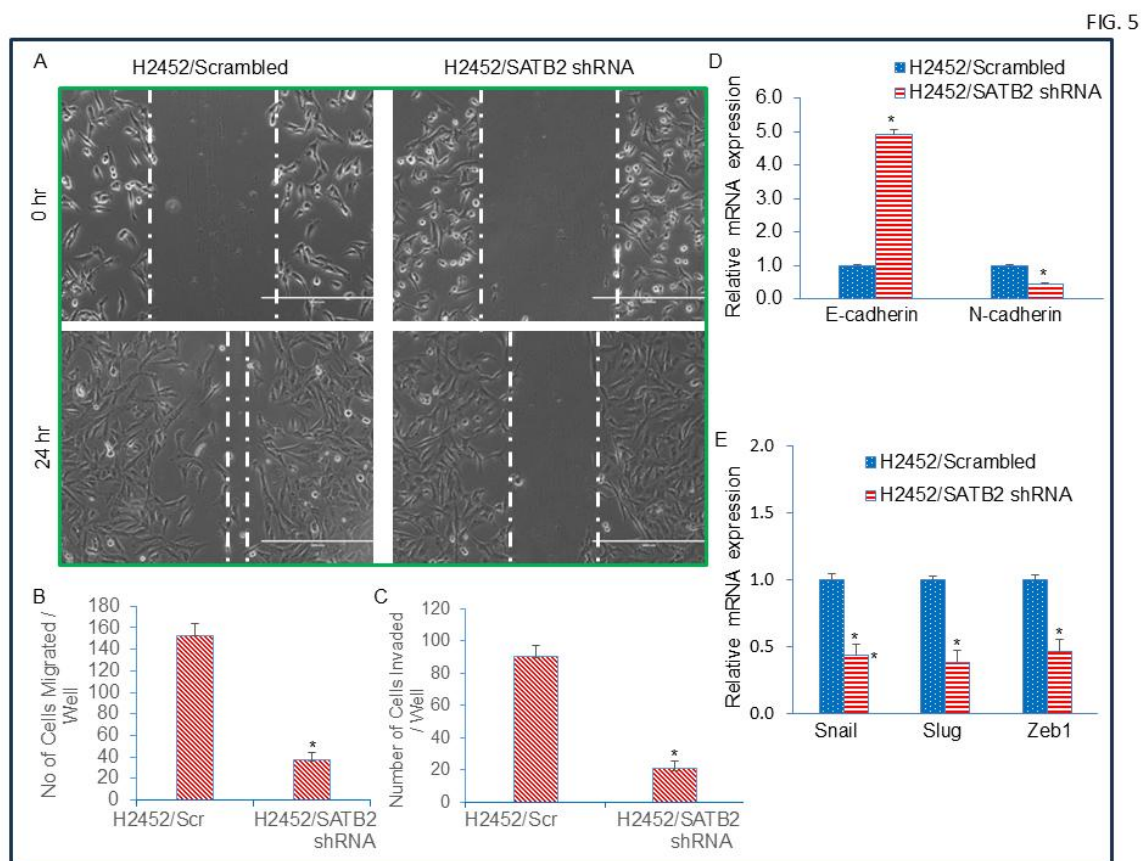 FIG. 5
A
H2452/Scrambled
H2452/SATB2 shRNA
0 hr
24 hr
B
No of Cells Migrated /
Well
180
160
140
120
100
80
60
40
20
0
*
H2452/Scr
H2452/SATB2
shRNA
C
Number of Cells Invaded
/ Well
120
100
80
60
40
20
0
*
H2452/Scr
H2452/SATB2
shRNA
D
H2452/Scrambled
H2452/SATB2 shRNA
Relative mRNA expression
6.0
5.0
4.0
3.0
2.0
1.0
0.0
*
*
E-cadherin
N-cadherin
E
H2452/Scrambled
H2452/SATB2 shRNA
Relative mRNA expression
2.0
1.5
1.0
0.5
0.0
*
*
*
*
Snail
Slug
Zeb1